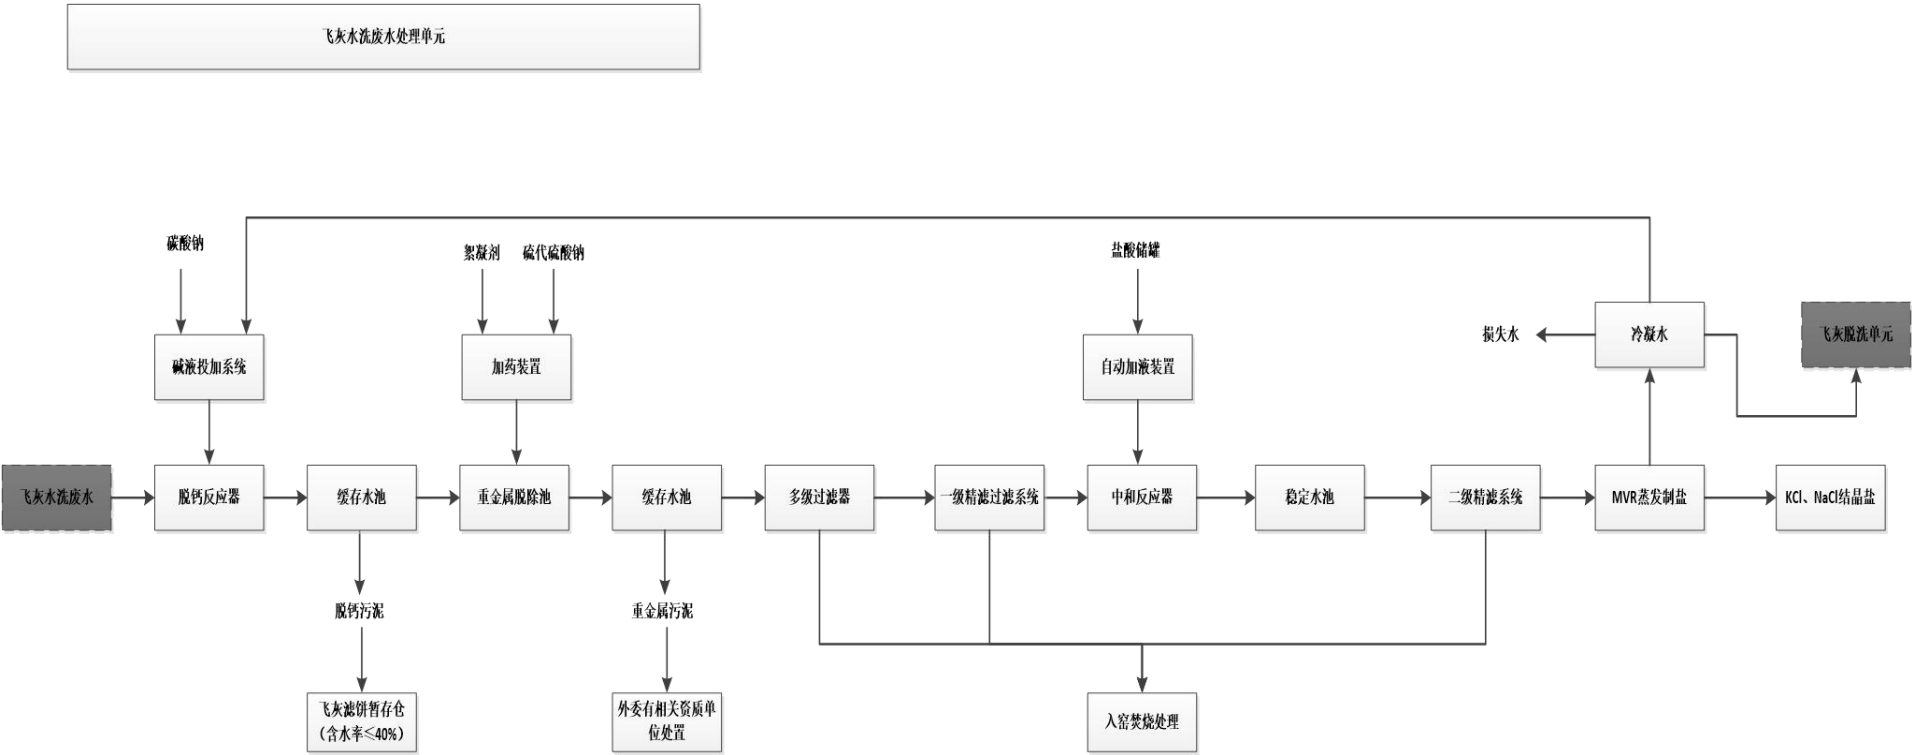 飞灰水洗废水处理单元
碳酸钠
絮凝剂
硫代硫酸钠
盐酸储罐
损失水
冷凝水
飞灰脱洗单元
碱液投加系统
加药装置
自动加液装置
飞灰水洗废水
脱钙反应器
缓存水池
重金属脱除池
缓存水池
多级过滤器
一级精滤过滤系统
中和反应器
稳定水池
二级精滤系统
MVR蒸发制盐
KCl、NaCl结晶盐
脱钙污泥
重金属污泥
飞灰滤饼暂存仓
（含水率≤40%）
外委有相关资质单
位处置
入窑焚烧处理